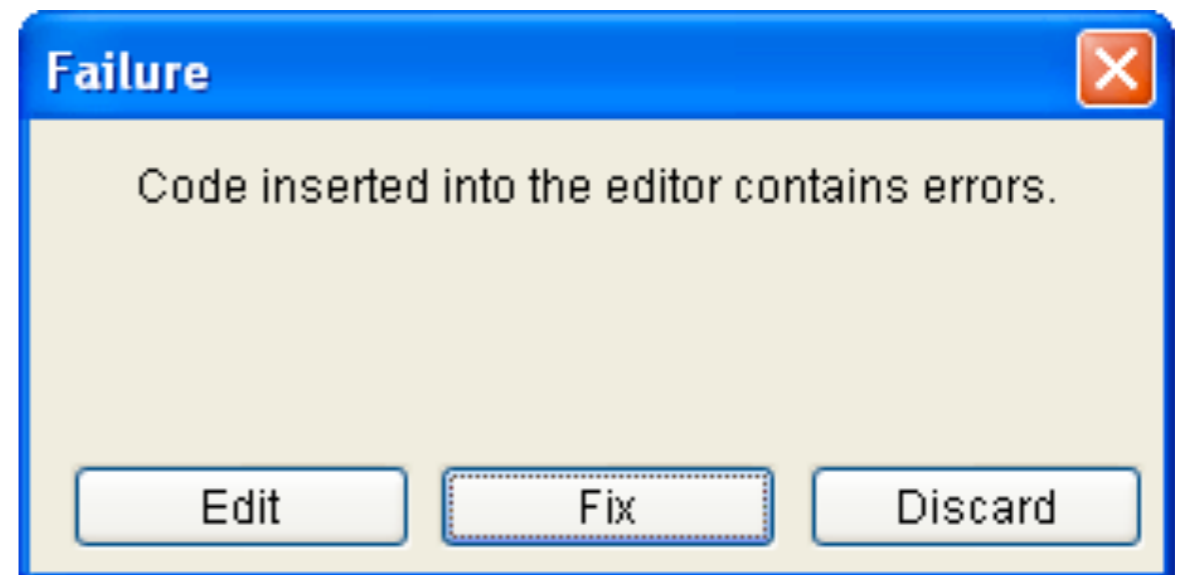 Failure
Code inserted into the editor contains errors.
Edit Fix Discard